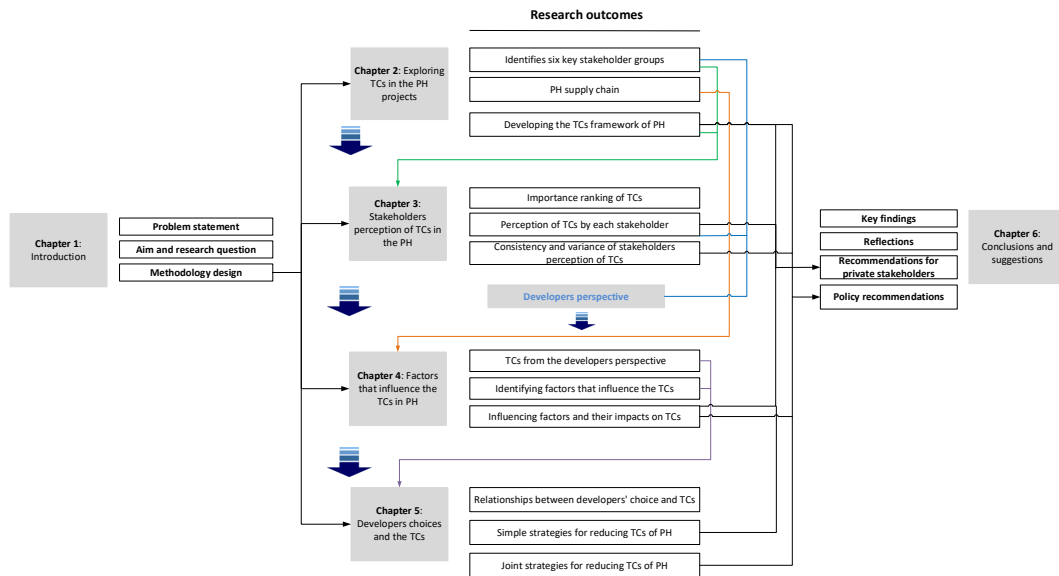 Research outcomes
Chapter 1:
Introduction
Problem statement
Aim and research question
Methodology design
Chapter 2: Exploring
TCs in the PH
projects
Identifies six key stakeholder groups
PH supply chain
Developing the TCs framework of PH
Chapter 3:
Stakeholders
perception of TCs in
the PH
Importance ranking of TCs
Perception of TCs by each stakeholder
Consistency and variance of stakeholders
perception of TCs
Developers perspective
Chapter 4: Factors
that influence the
TCs in PH
TCs from the developers perspective
Identifying factors that influence the TCs
Influencing factors and their impacts on TCs
Chapter 5:
Developers choices
and the TCs
Relationships between developers' choice and TCs
Simple strategies for reducing TCs of PH
Joint strategies for reducing TCs of PH
Key findings
Reflections
Recommendations for
private stakeholders
Policy recommendations
Chapter 6:
Conclusions and
suggestions